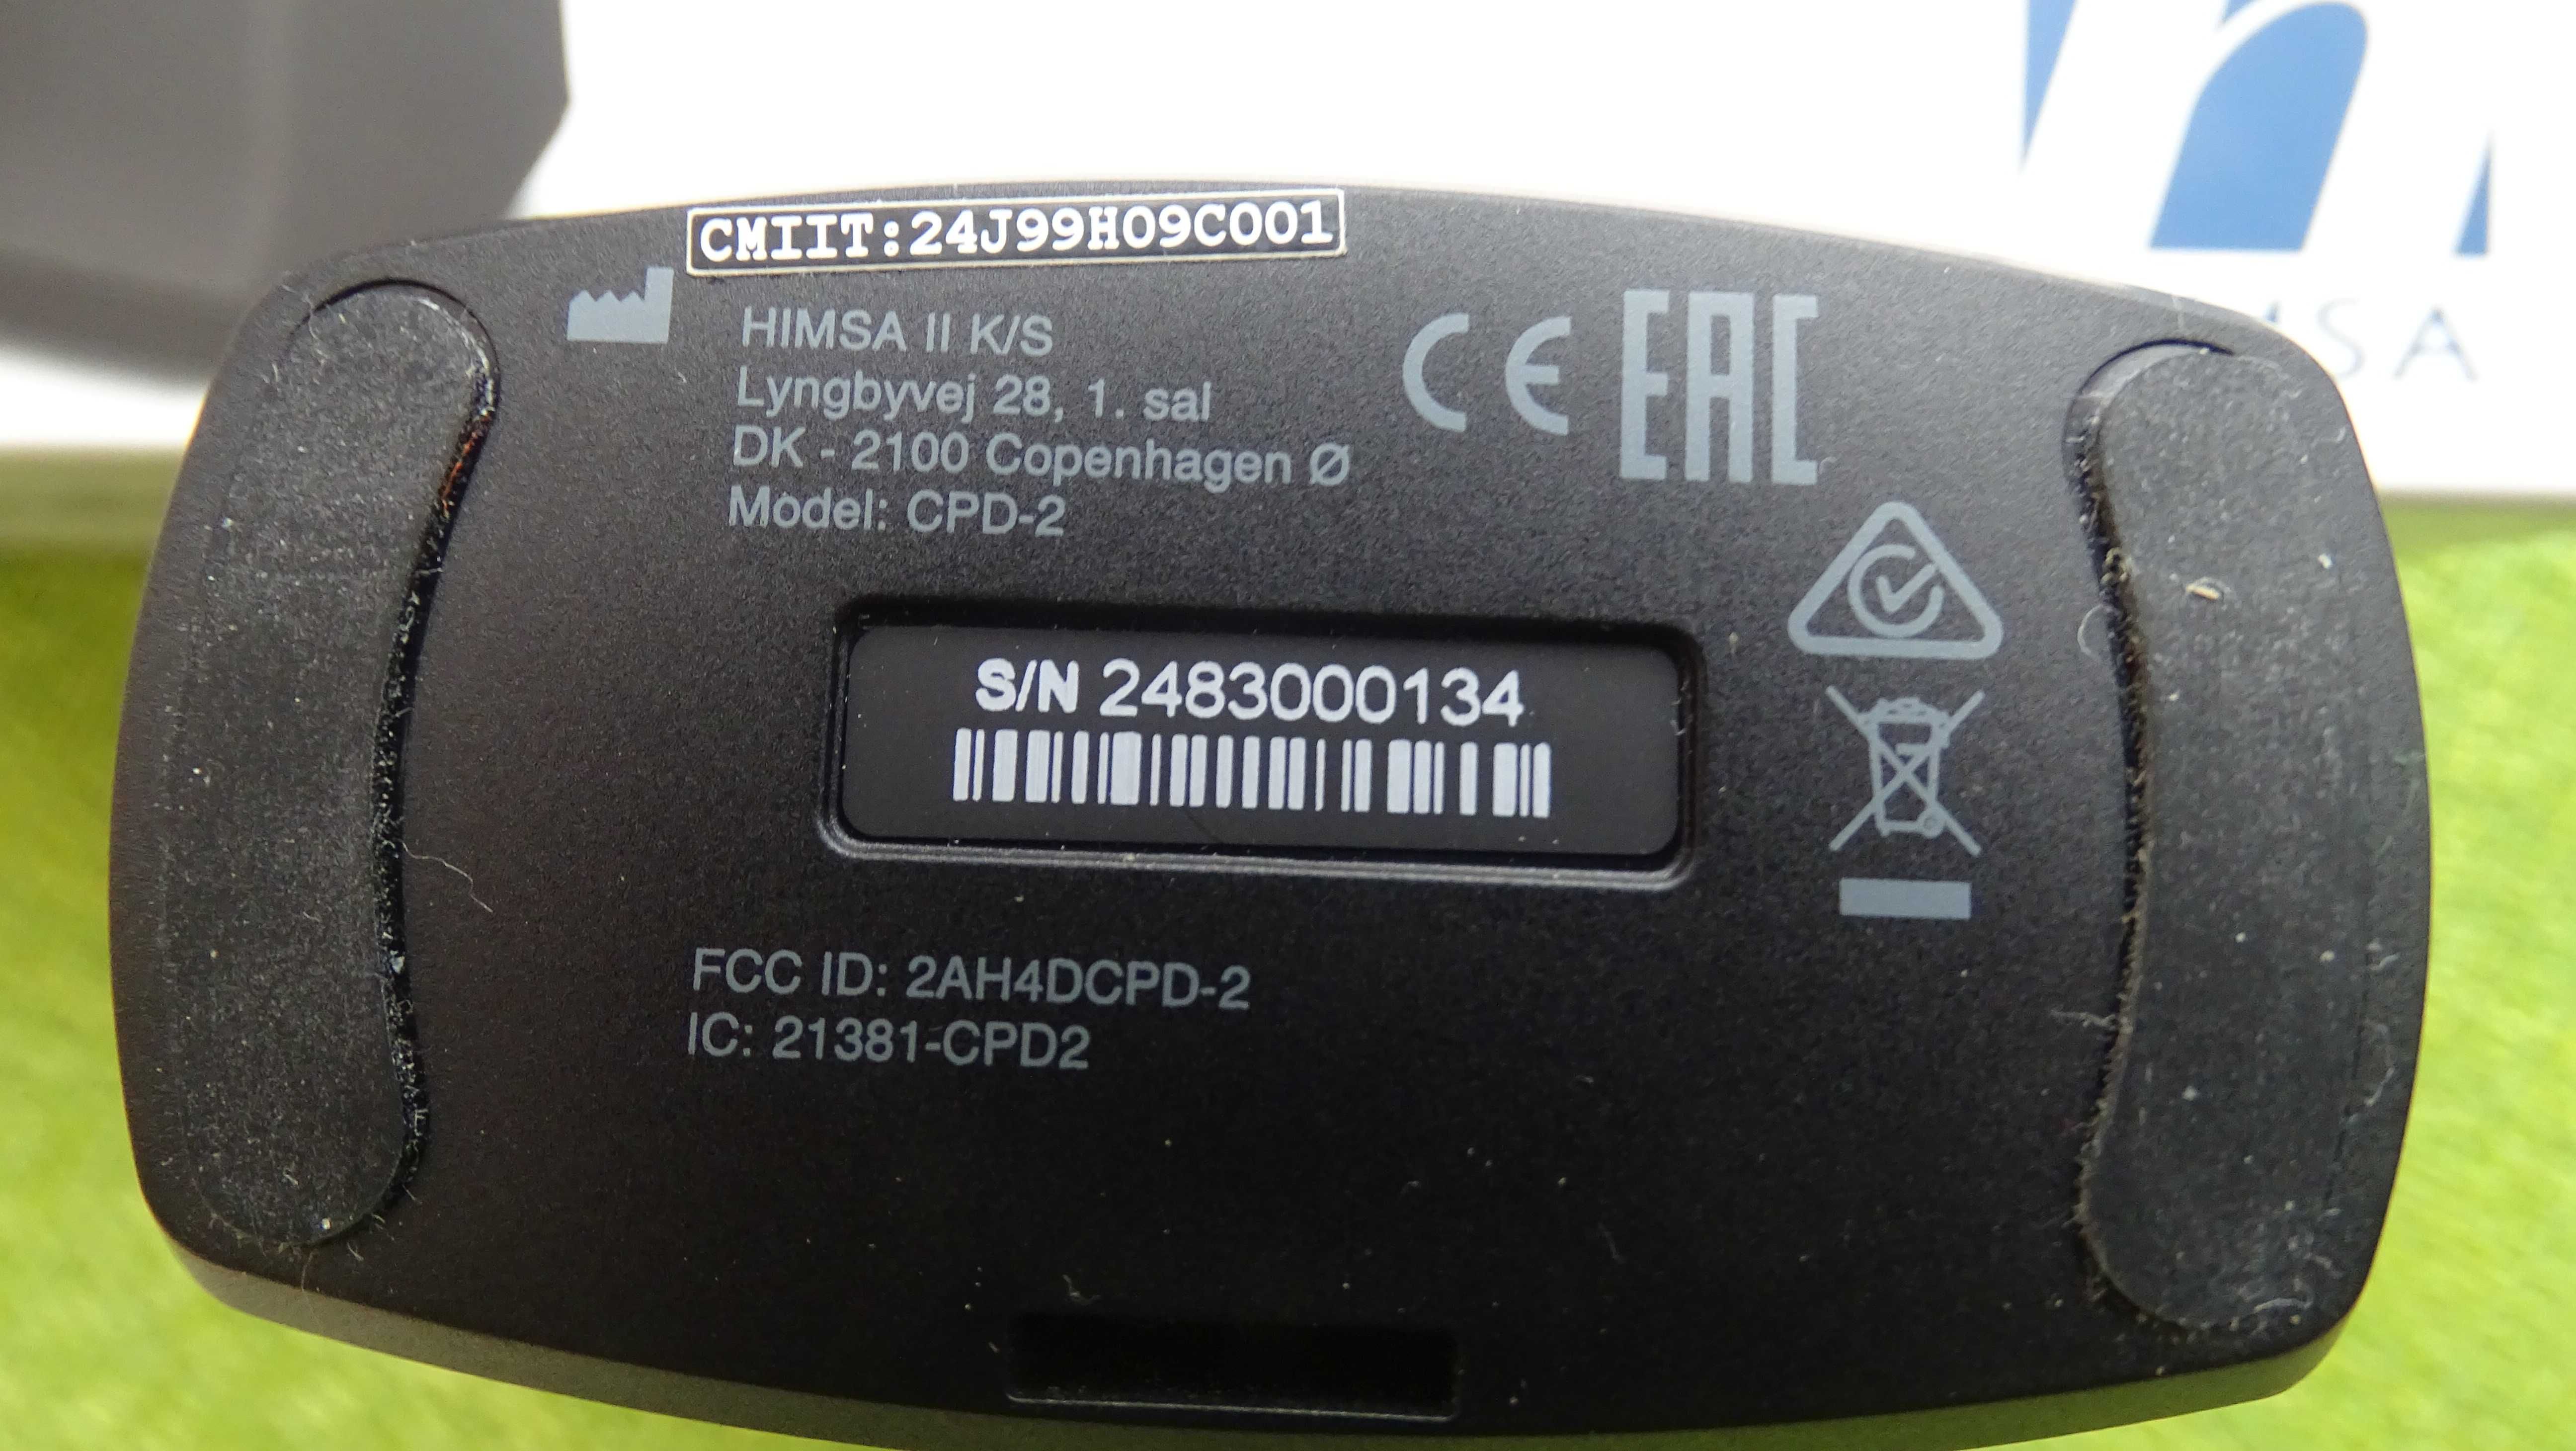 CMIIT:24J99H09C001
HIMSA II K/S
Lyngbyvej 28, 1. sal
DK - 2100 Copenhagen Ø
Model: CPD-2
CE EAC
S/N 2483000134
FCC ID: 2AH4DCPD-2
IC: 21381-CPD2